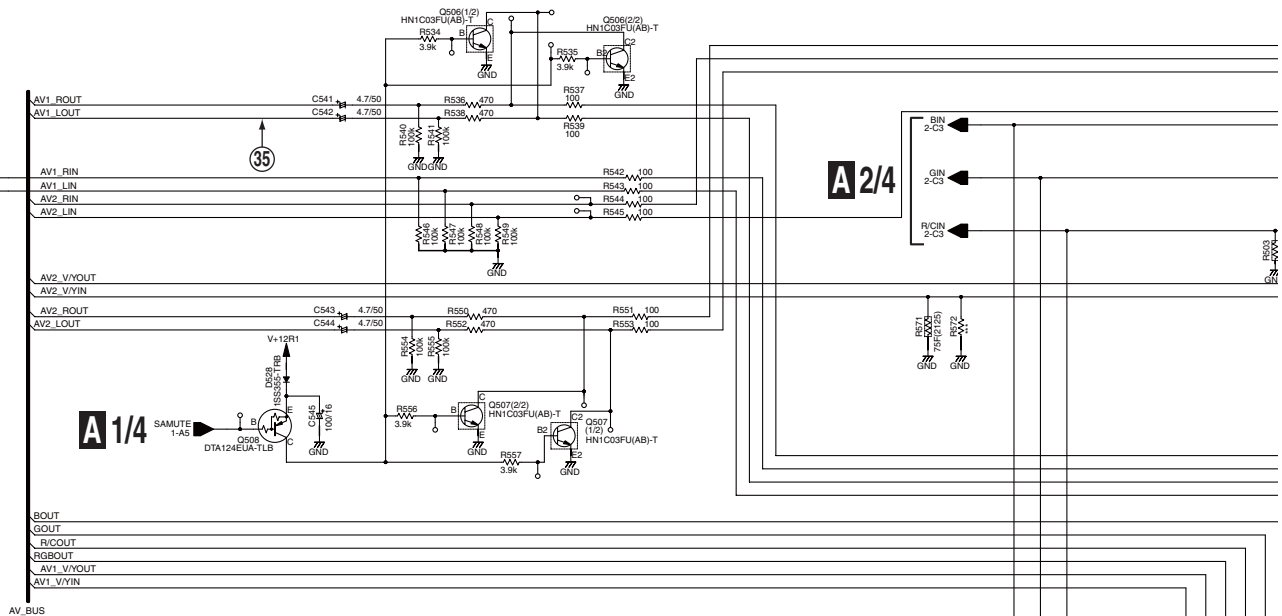 Q506(1/2)
HN1C03FU(AB)-T
Q506(2/2)
HN1C03FU(AB)-T
C
C2
R534
3.9k
B
E
GND
R535
3.9k
B2
E2
GND
AV1_ROUT
AV1_LOUT
C541 + 4.7/50
C542 + 4.7/50
R536 470
R538 470
R537
100
R539
100
R540
100k
R541
100k
GND GND
35
BIN
2-C3
GIN
2-C3
R/CIN
2-C3
A 2/4
AV1_RIN
AV1_LIN
AV2_RIN
AV2_LIN
R542 100
R543 100
R544 100
R545 100
R546
100k
R547
100k
R548
100k
R549
100k
GND
R503
GND
AV2_V/YOUT
AV2_V/YIN
AV2_ROUT
AV2_LOUT
C543 + 4.7/50
C544 + 4.7/50
R550 470
R552 470
R551 100
R553 100
R554
100k
R555
100k
GND GND
R571
75F(2125)
R572
GND GND
V+12R1
D528
1SS355-TRB
C545
100/16
GND
A 1/4
SAMUTE
1-A5
B
E
C
Q508
DTA124EUA-TLB
R556
3.9k
B
C
E
GND
Q507(2/2)
HN1C03FU(AB)-T
R557
3.9k
B2
C2
E2
GND
Q507
(1/2)
HN1C03FU(AB)-T
BOUT
GOUT
R/COUT
RGBOUT
AV1_V/YOUT
AV1_V/YIN
AV_BUS